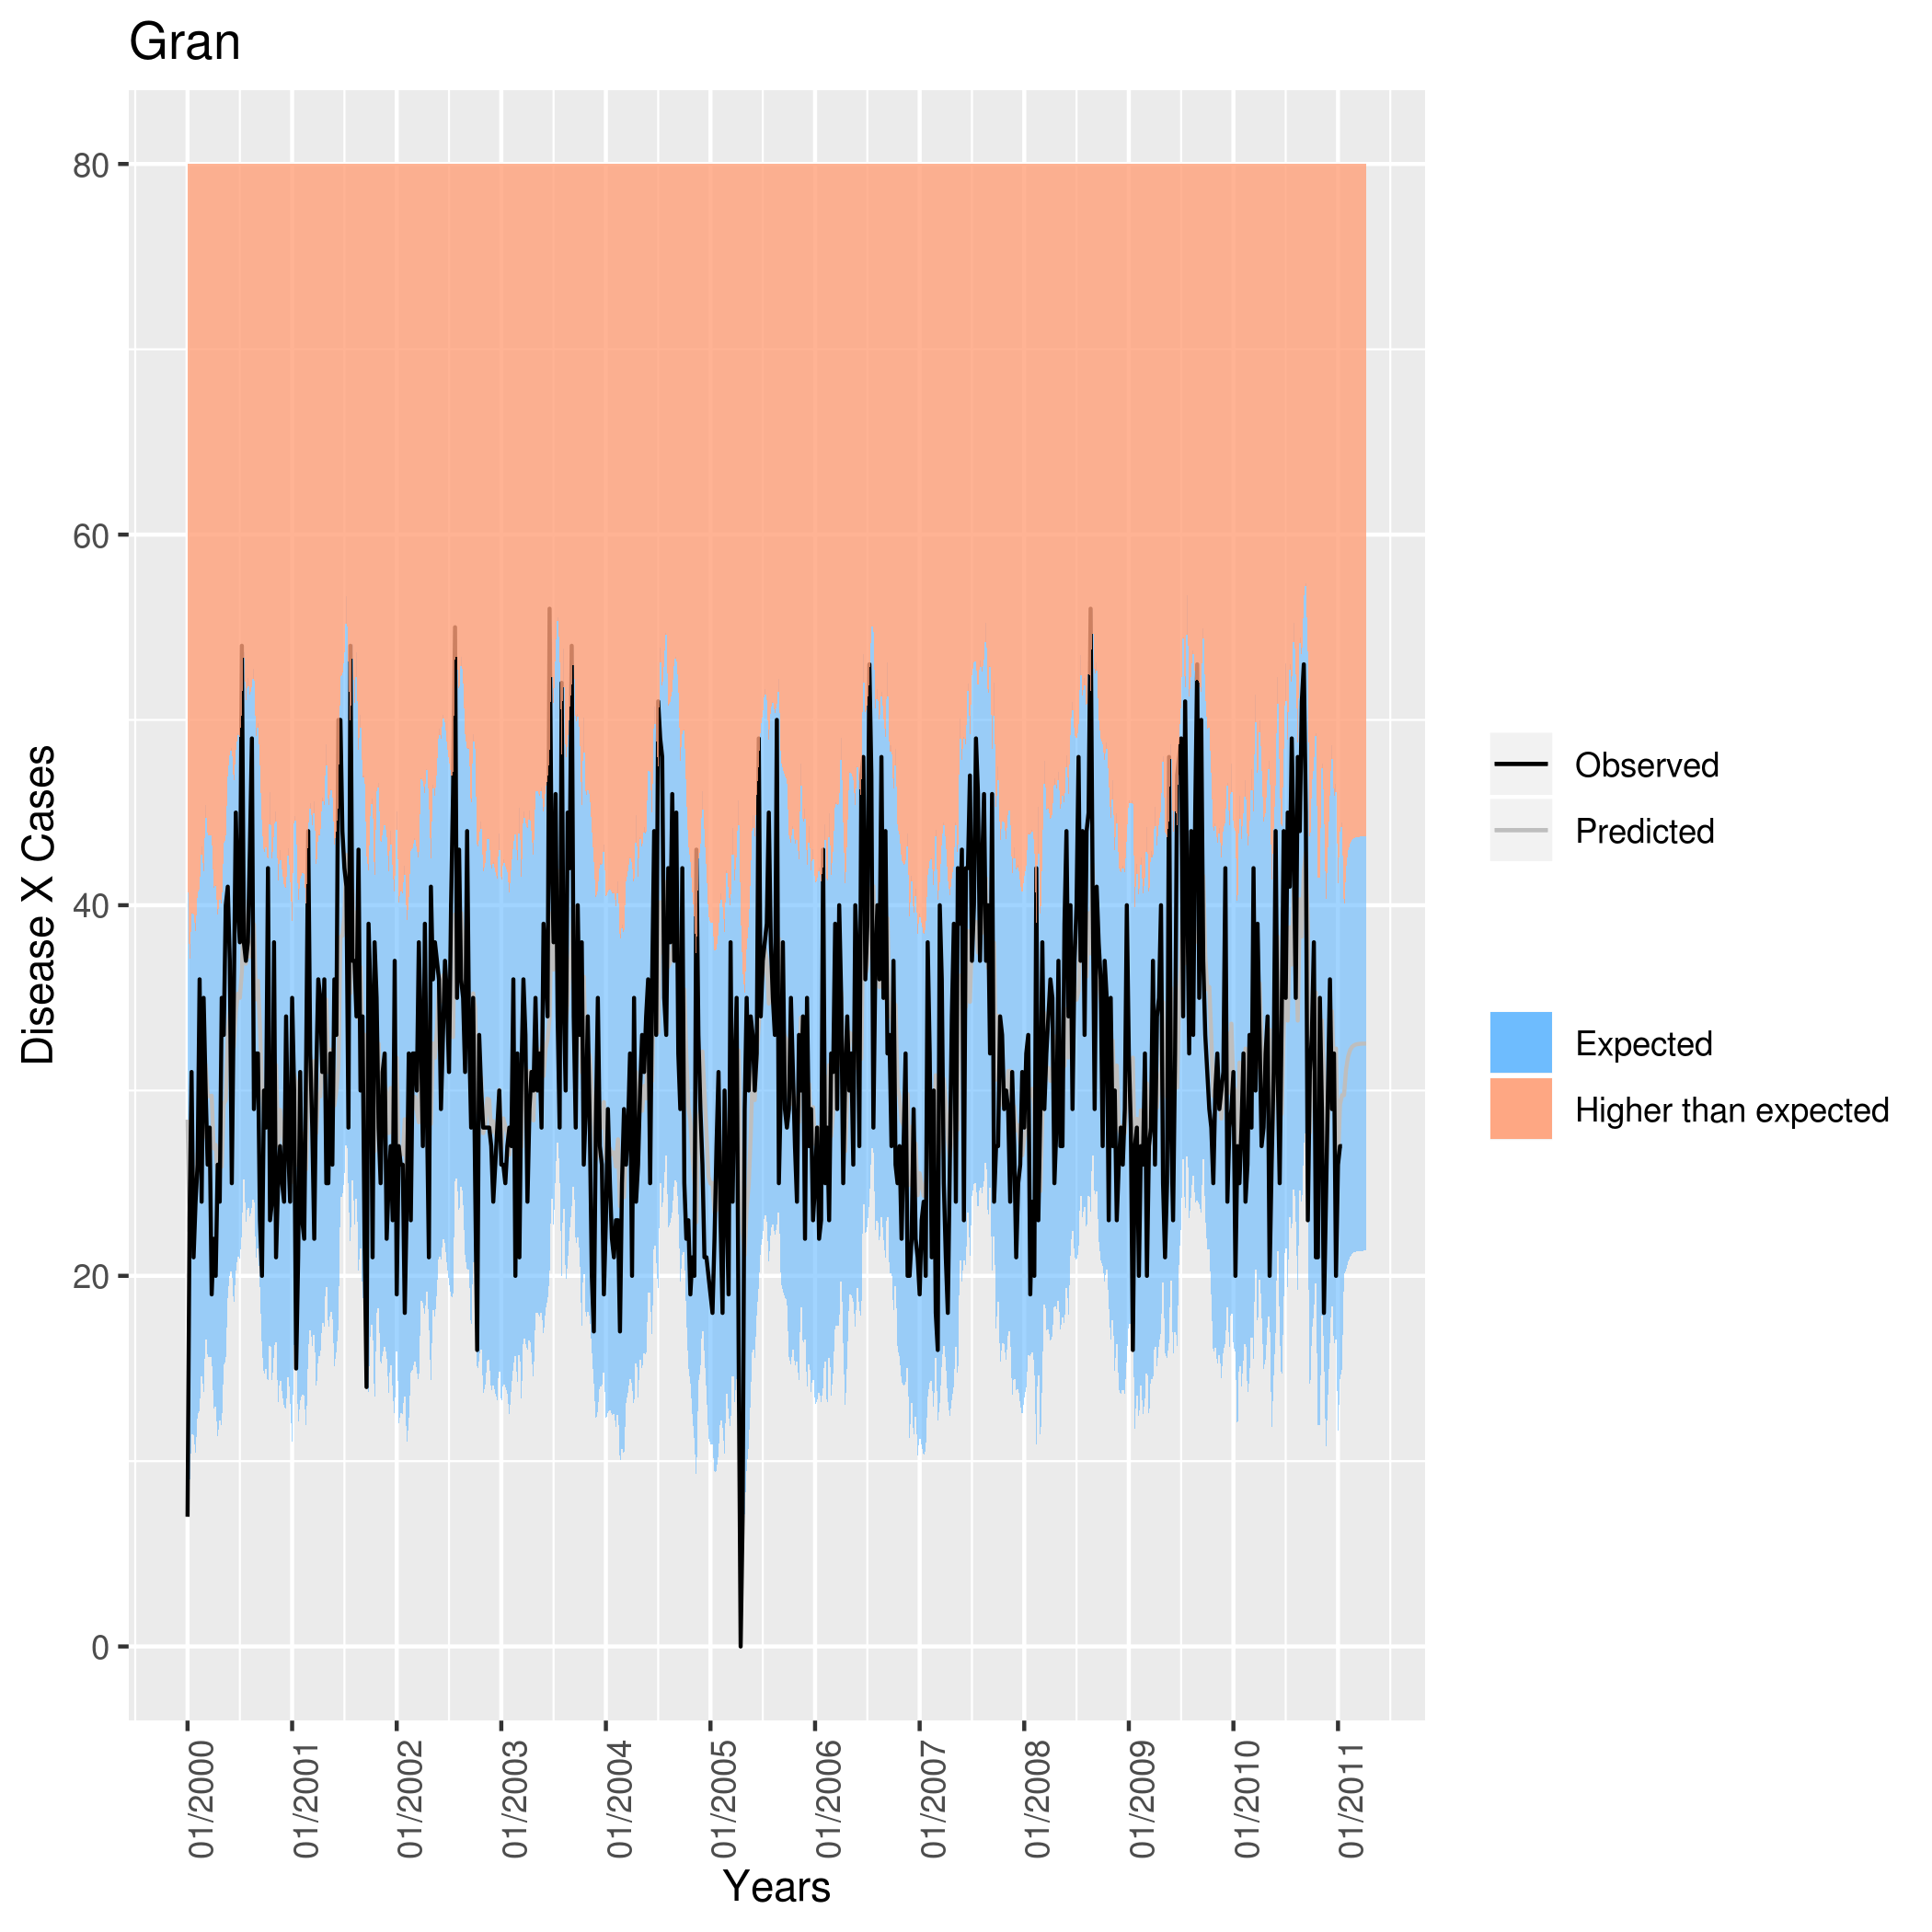 Gran
Disease X Cases
80
60
40
20
0
01/2000
01/2001
01/2002
01/2003
01/2004
01/2005
01/2006
01/2007
01/2008
01/2009
01/2010
01/2011
Years
Observed
Predicted
Expected
Higher than expected